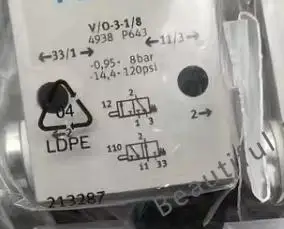 V/O-3-1/8
4938 P643
←33/1→ ←11/3→
-0,95- 8bar
-14,4- 120psi
04
←2
2→
LDPE
12 2
1 3
110 2
11 33
213287
Beautiful